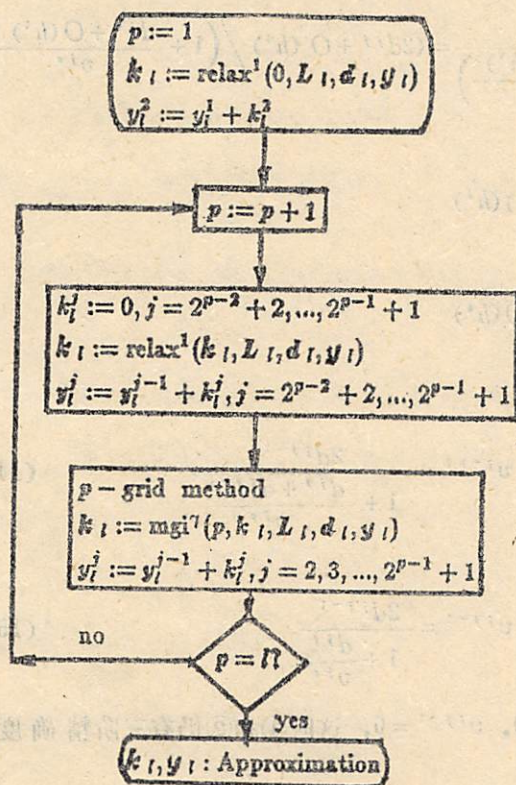 p := 1
k_l := relax^1(0, L_l, d_l, y_l)
y_l^2 := y_l^1 + k_l^2
p := p + 1
k_l^j := 0, j = 2^{p-2} + 2, ..., 2^{p-1} + 1
k_l := relax^1(k_l, L_l, d_l, y_l)
y_l^j := y_l^{j-1} + k_l^j, j = 2^{p-2} + 2, ..., 2^{p-1} + 1
p – grid method
k_l := mgi^γ(p, k_l, L_l, d_l, y_l)
y_l^j := y_l^{j-1} + k_l^j, j = 2, 3, ..., 2^{p-1} + 1
no
p = l?
yes
k_l, y_l : Approximation